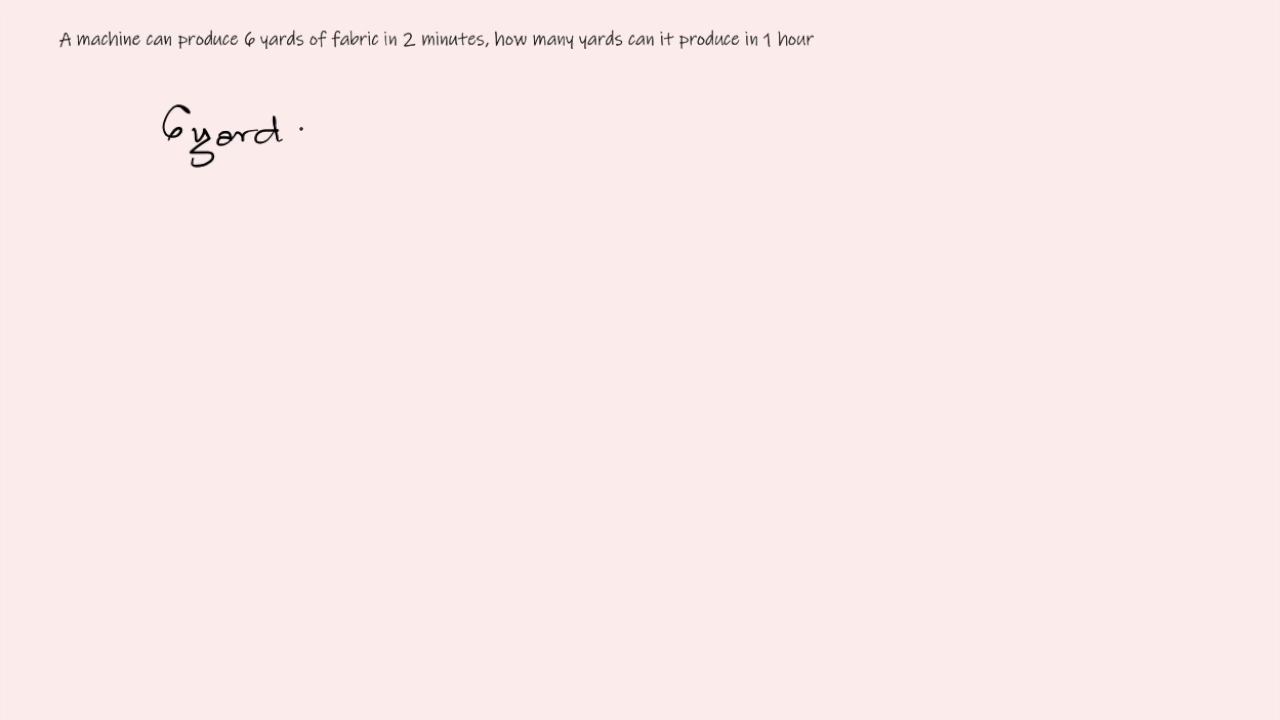 A machine can produce 6 yards of fabric in 2 minutes, how many yards can it produce in 1 hour
6yard .